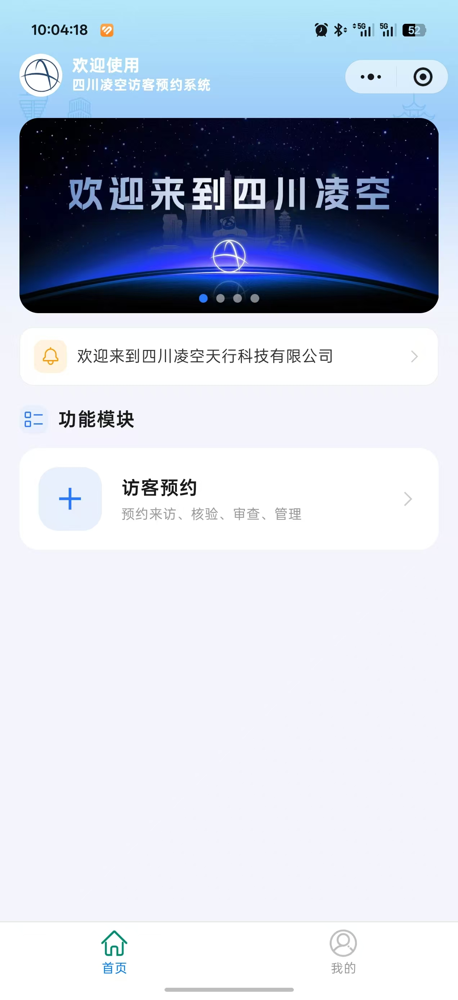 10:04:18
5G 5G 52
欢迎使用
四川凌空访客预约系统
欢迎来到四川凌空
欢迎来到四川凌空天行科技有限公司
功能模块
访客预约
预约来访、核验、审查、管理
首页 我的